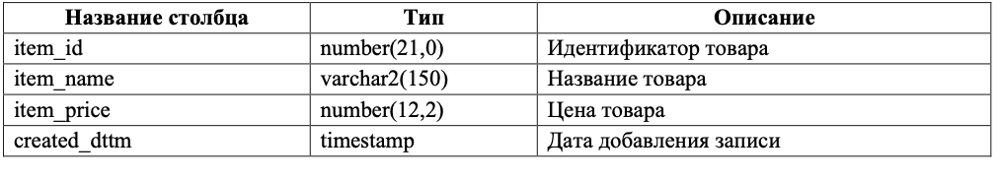 Название столбца Тип Описание
item_id number(21,0) Идентификатор товара
item_name varchar2(150) Название товара
item_price number(12,2) Цена товара
created_dttm timestamp Дата добавления записи